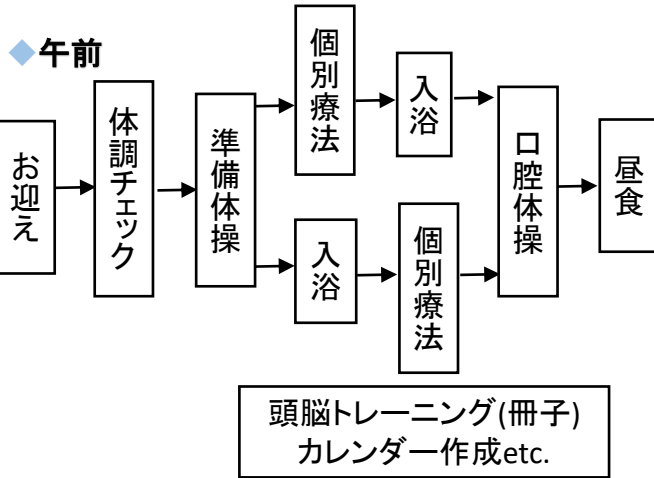 ◆午前
お迎え
体調チェック
準備体操
個別療法
入浴
入浴
個別療法
口腔体操
昼食
頭脳トレーニング(冊子)
カレンダー作成etc.